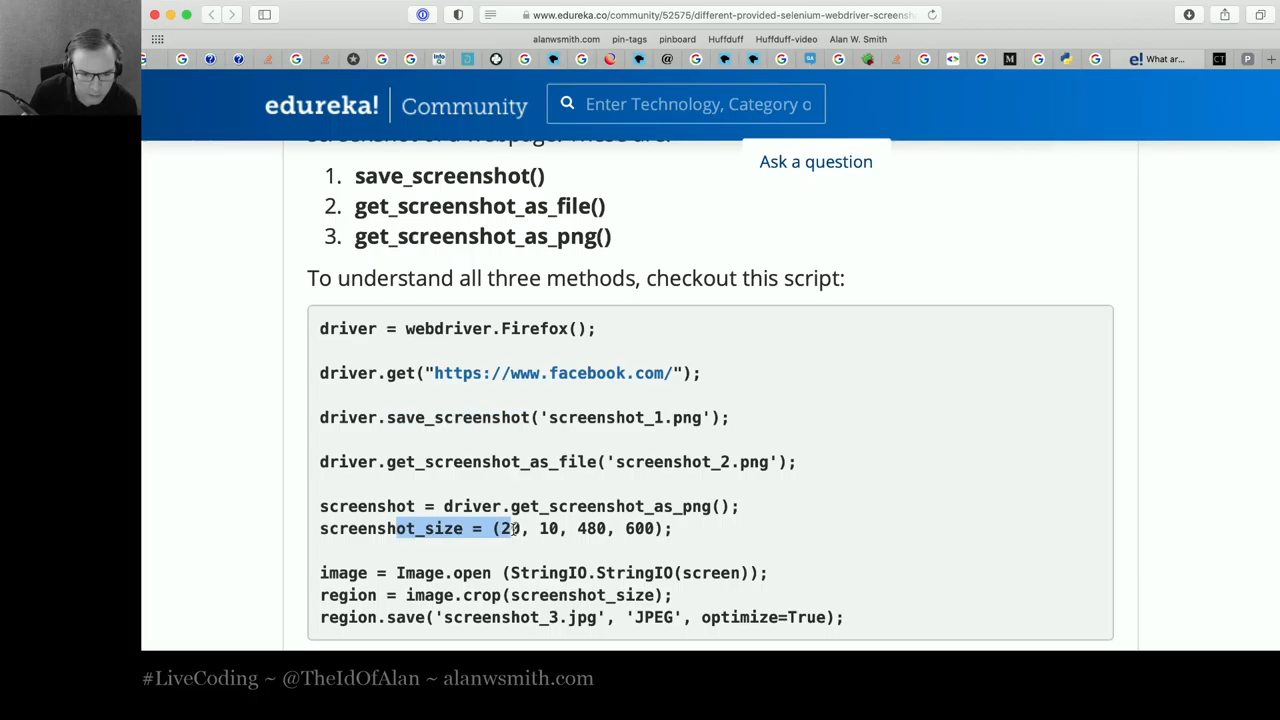 www.edureka.co/community/52575/different-provided-selenium-webdriver-screensh
alanwsmith.com pin-tags pinboard Huffduff Huffduff-video Alan W. Smith
e! What ar... CT P
edureka! Community Enter Technology, Category o
Ask a question
1. save_screenshot()
2. get_screenshot_as_file()
3. get_screenshot_as_png()
To understand all three methods, checkout this script:
driver = webdriver.Firefox();
driver.get("https://www.facebook.com/");
driver.save_screenshot('screenshot_1.png');
driver.get_screenshot_as_file('screenshot_2.png');
screenshot = driver.get_screenshot_as_png();
screenshot_size = (20, 10, 480, 600);
image = Image.open (StringIO.StringIO(screen));
region = image.crop(screenshot_size);
region.save('screenshot_3.jpg', 'JPEG', optimize=True);
#LiveCoding ~ @TheIdOfAlan ~ alanwsmith.com